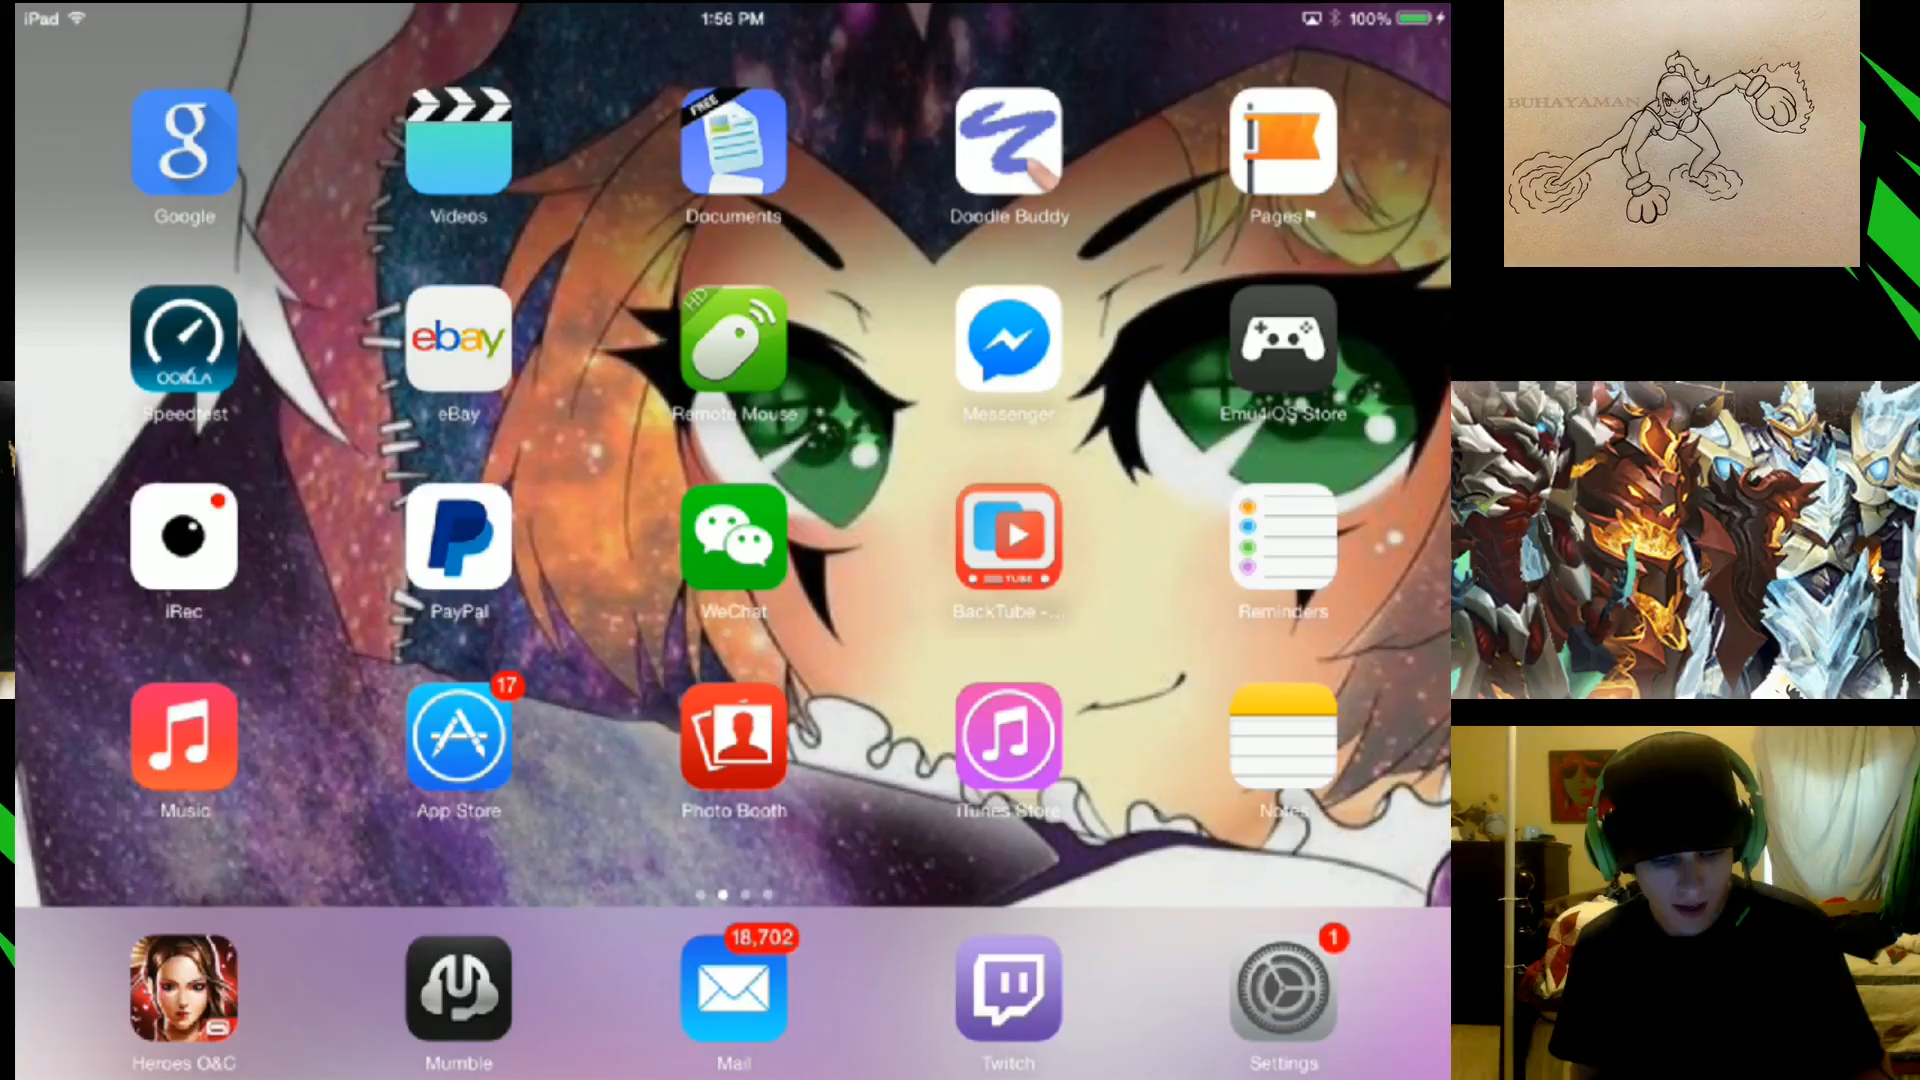 iPad 1:56 PM 100%
BUHAYAMAN
g FREE
Google Videos Documents Doodle Buddy Pages
OOKLA ebay HD
Speedtest eBay Remote Mouse Messenger Emu4iOS Store
TUBE
iRec PayPal WeChat BackTube -... Reminders
17
Music App Store Photo Booth iTunes Store Notes
18,702 1
Heroes O&C Mumble Mail Twitch Settings